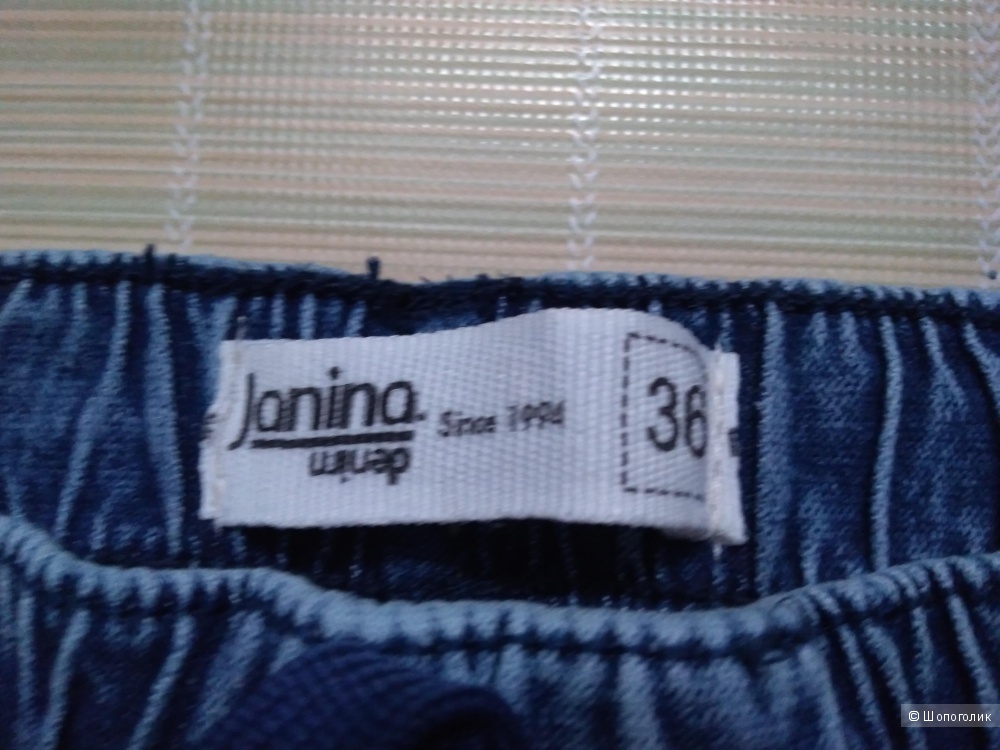 Janina
denim
Since 1994
36
© Шопоголик